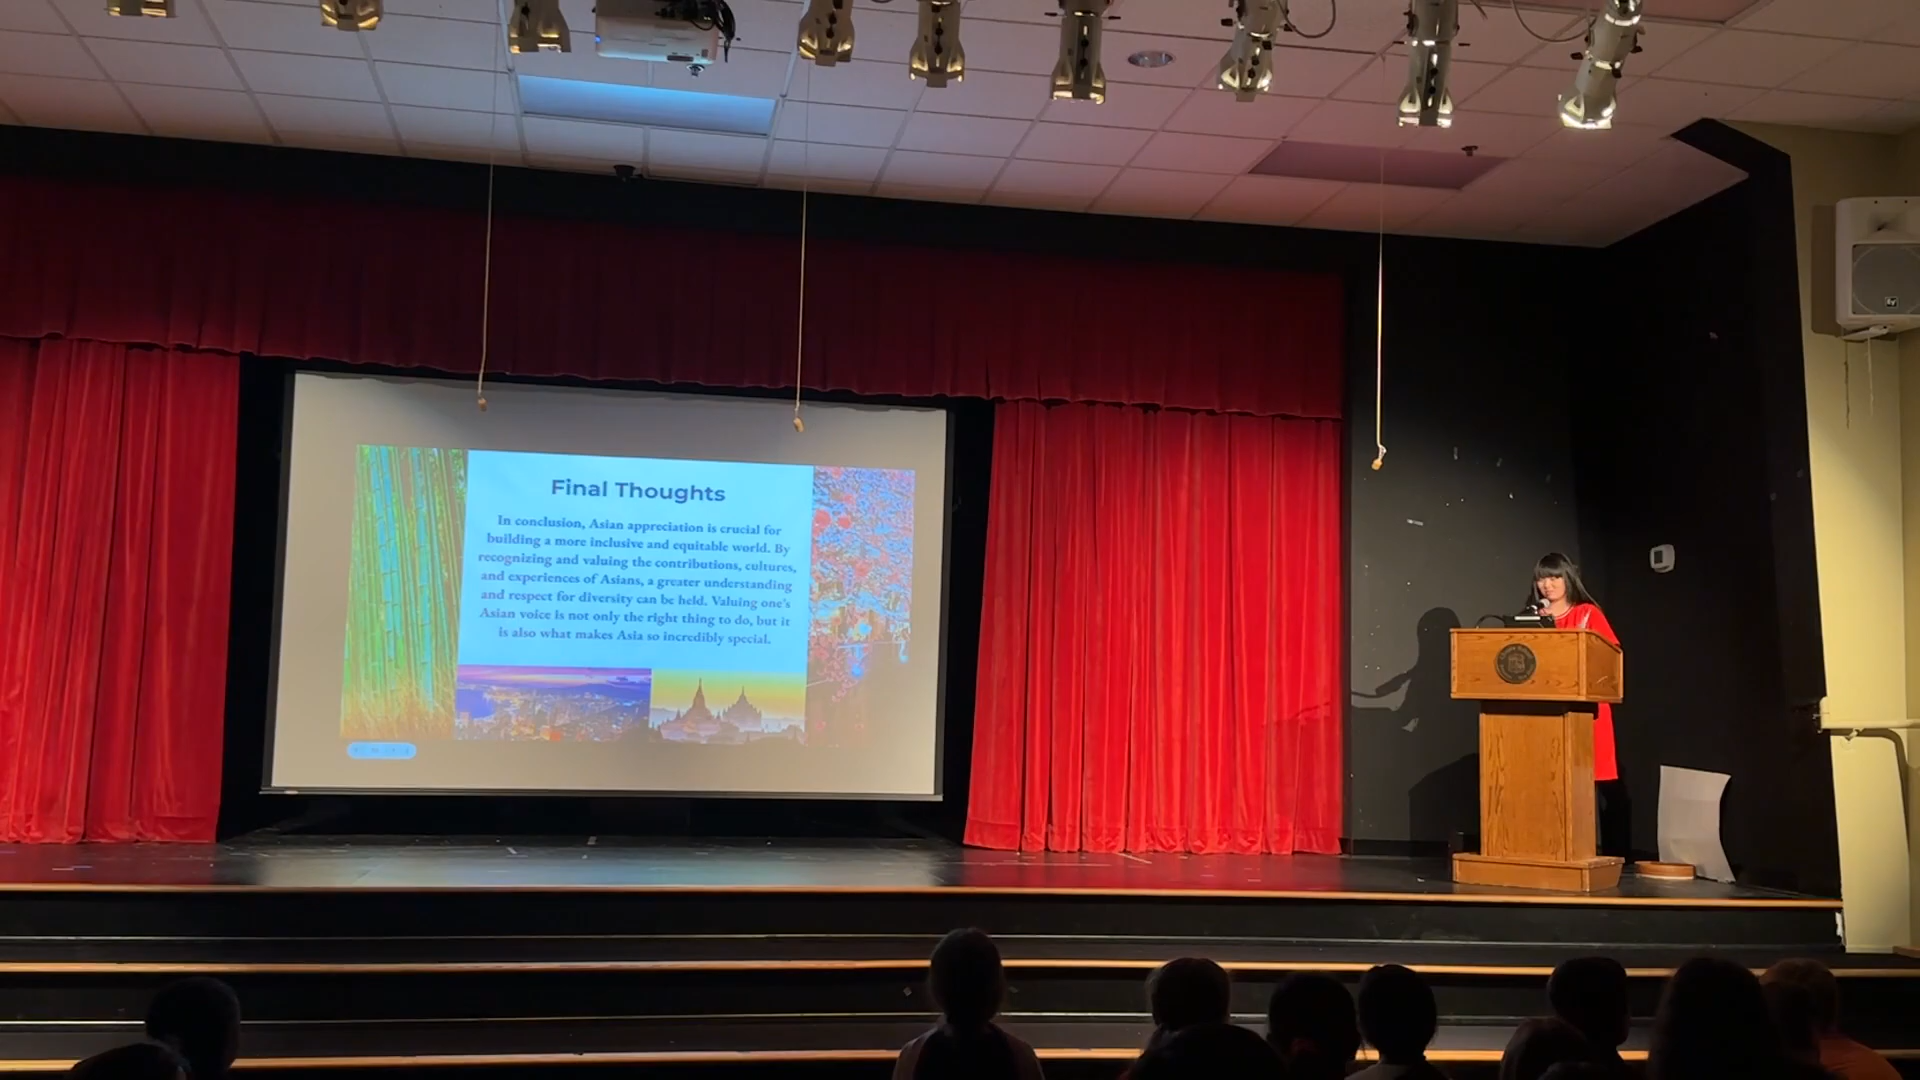 Final Thoughts
In conclusion, Asian appreciation is crucial for
building a more inclusive and equitable world. By
recognizing and valuing the contributions, cultures,
and experiences of Asians, a greater understanding
and respect for diversity can be held. Valuing one's
Asian voice is not only the right thing to do, but it
is also what makes Asia so incredibly special.